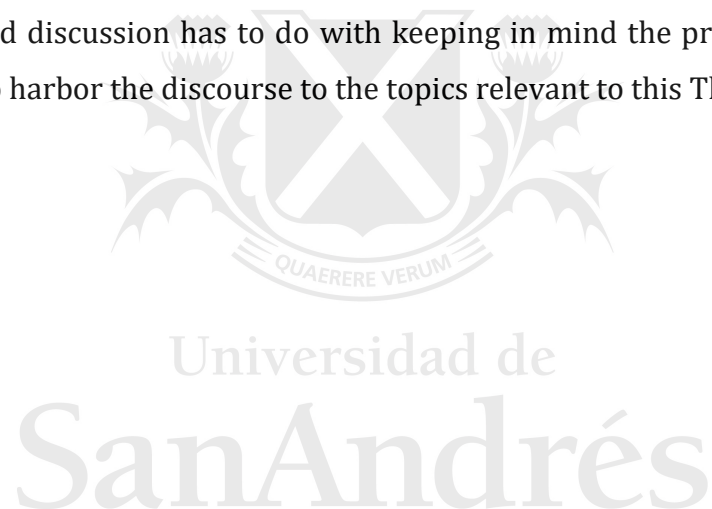 d discussion has to do with keeping in mind the pr
harbor the discourse to the topics relevant to this
QUAERERE VERUM
Universidad de
SanAndrés